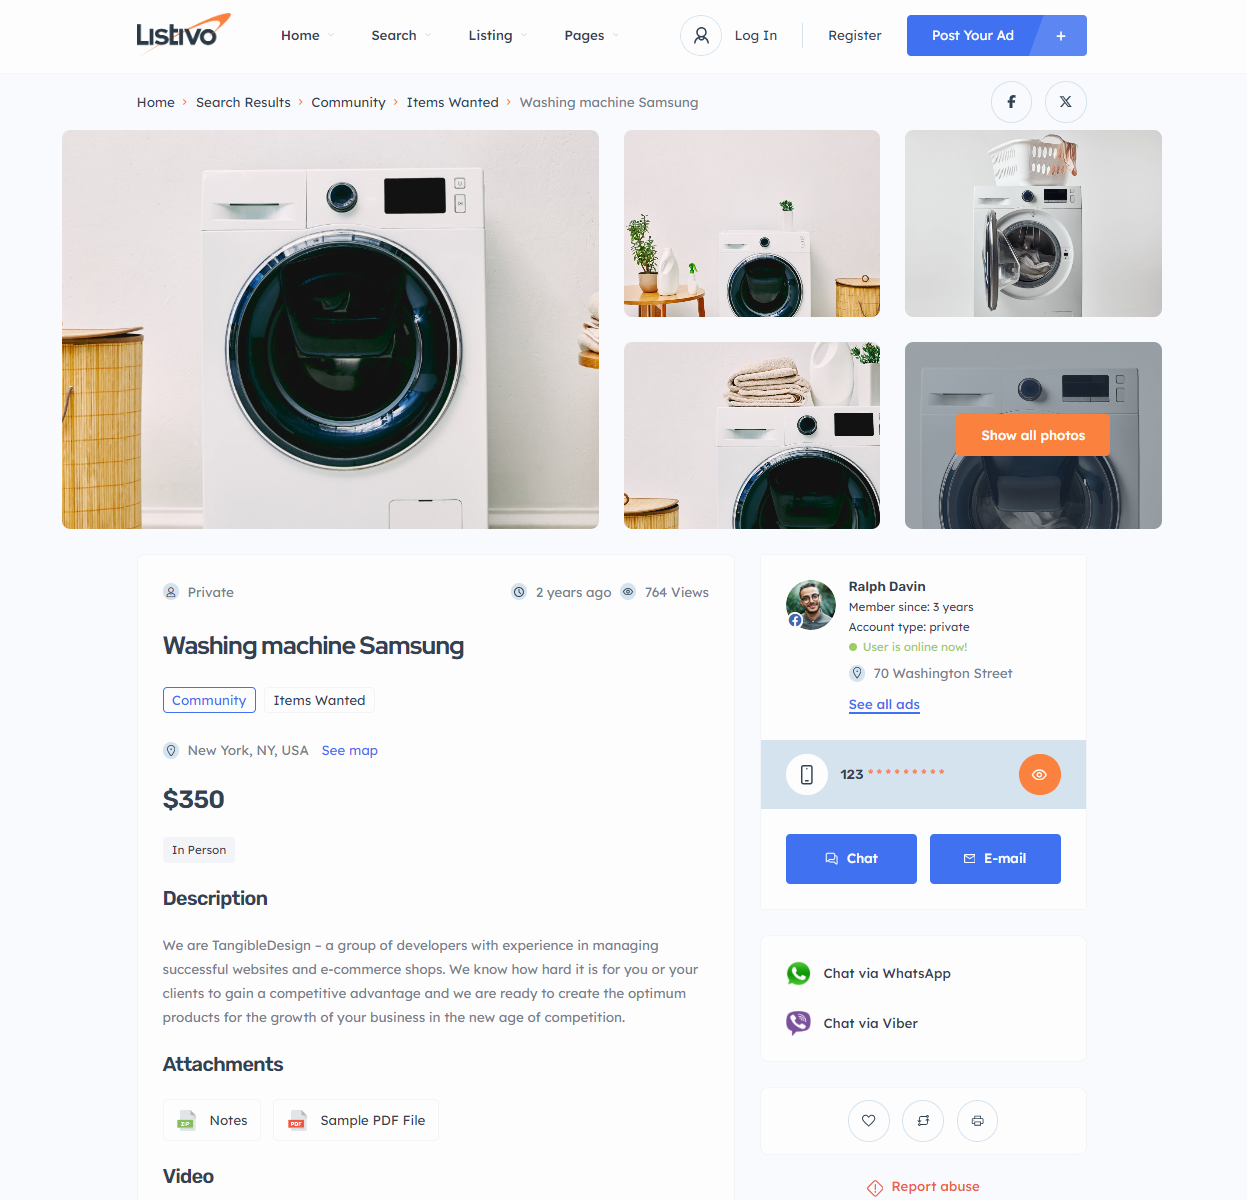 Listivo
Home
Search
Listing
Pages
Log In
Register
Post Your Ad +
Home > Search Results > Community > Items Wanted > Washing machine Samsung
Show all photos
Private
2 years ago
764 Views
Washing machine Samsung
Community
Items Wanted
New York, NY, USA See map
$350
In Person
Description
We are TangibleDesign – a group of developers with experience in managing
successful websites and e-commerce shops. We know how hard it is for you or your
clients to gain a competitive advantage and we are ready to create the optimum
products for the growth of your business in the new age of competition.
Attachments
ZIP Notes
PDF Sample PDF File
Video
Ralph Davin
Member since: 3 years
Account type: private
User is online now!
70 Washington Street
See all ads
123 *********
Chat
E-mail
Chat via WhatsApp
Chat via Viber
Report abuse